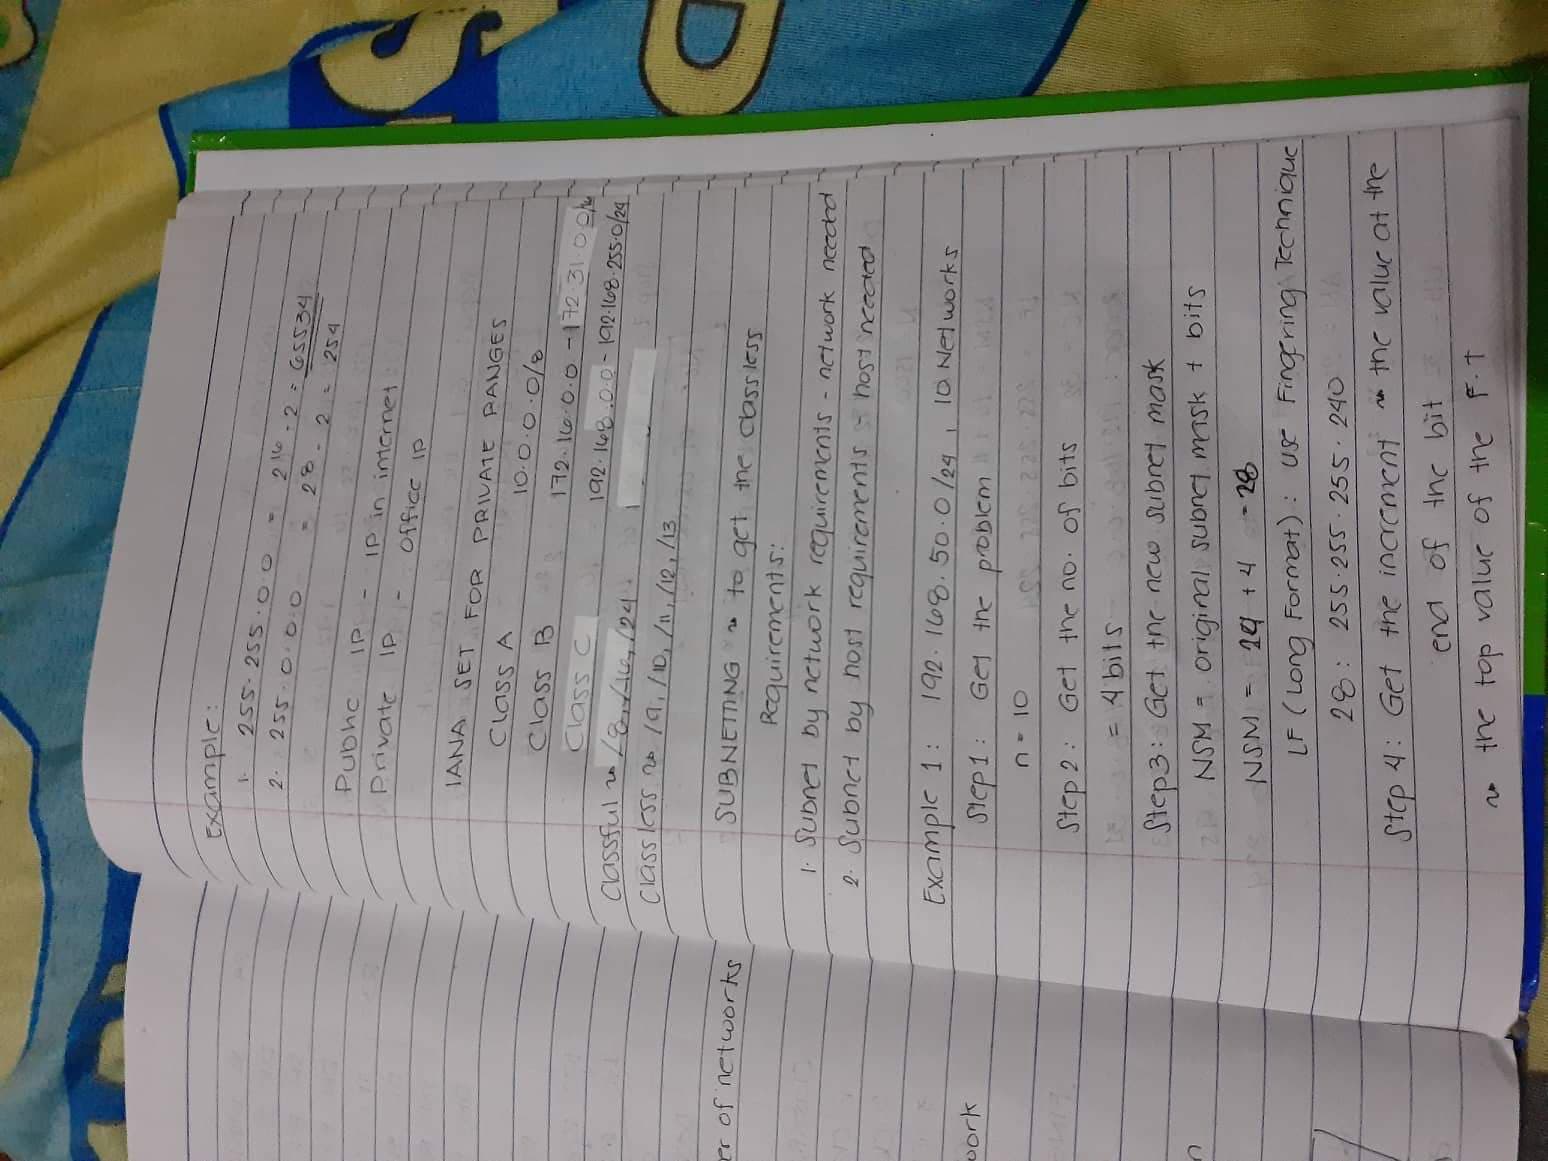 er of networks
work
Example:
1. 255.255.0.0 = 2^16 - 2 = 65534
2. 255.0.0.0 = 2^8 - 2 = 254
Public IP - IP in internet
Private IP - Office IP
IANA SET FOR PRIVATE RANGES
Class A 10.0.0.0/8
Class B 172.16.0.0 - 172.31.0.0
Class C 192.168.0.0 - 192.168.255.0/24
Classful ~ /8, /16, /24
Classless ~ /9, /10, /11, /12, /13
SUBNETTING ~ to get the classless
Requirements:
1. Subnet by network requirements - network needed
2. Subnet by host requirements - host needed
Example 1: 192.168.50.0/24, 10 Networks
Step 1: Get the problem
n = 10
Step 2: Get the no. of bits
= 4 bits
Step 3: Get the new subnet mask
NSM = original subnet mask + bits
NSM = 24 + 4 = 28
LF (Long Format): use Fingering Technique
28: 255.255.255.240
Step 4: Get the increment ~ the value at the
end of the bit
~ the top value of the F.T